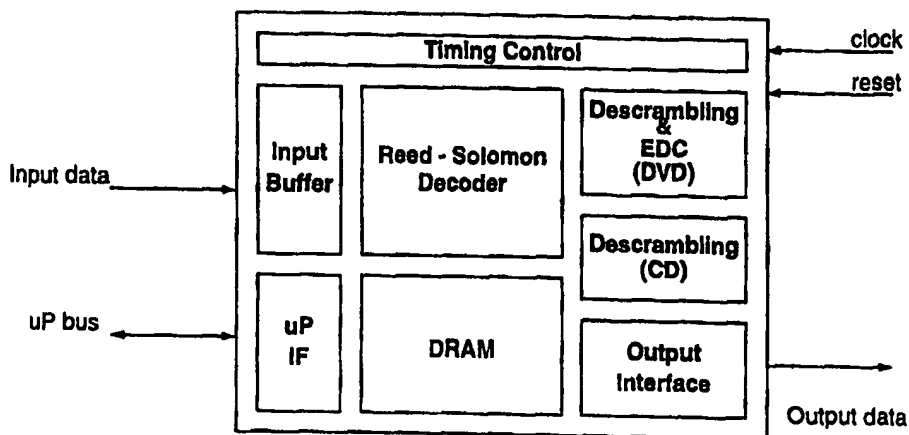 Timing Control
clock
reset
Input data
Input
Buffer
Reed - Solomon
Decoder
Descrambling
&
EDC
(DVD)
Descrambling
(CD)
uP bus
uP
IF
DRAM
Output
Interface
Output data